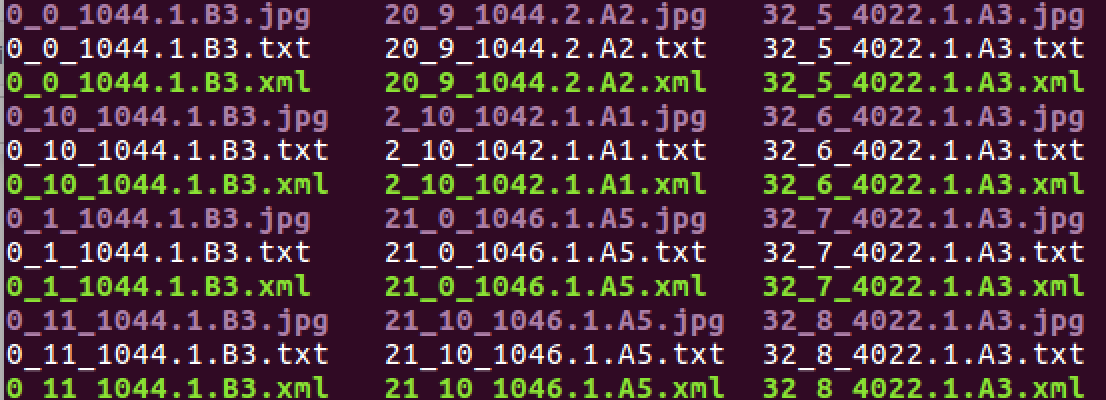 0_0_1044.1.B3.jpg 20_9_1044.2.A2.jpg 32_5_4022.1.A3.jpg
0_0_1044.1.B3.txt 20_9_1044.2.A2.txt 32_5_4022.1.A3.txt
0_0_1044.1.B3.xml 20_9_1044.2.A2.xml 32_5_4022.1.A3.xml
0_10_1044.1.B3.jpg 2_10_1042.1.A1.jpg 32_6_4022.1.A3.jpg
0_10_1044.1.B3.txt 2_10_1042.1.A1.txt 32_6_4022.1.A3.txt
0_10_1044.1.B3.xml 2_10_1042.1.A1.xml 32_6_4022.1.A3.xml
0_1_1044.1.B3.jpg 21_0_1046.1.A5.jpg 32_7_4022.1.A3.jpg
0_1_1044.1.B3.txt 21_0_1046.1.A5.txt 32_7_4022.1.A3.txt
0_1_1044.1.B3.xml 21_0_1046.1.A5.xml 32_7_4022.1.A3.xml
0_11_1044.1.B3.jpg 21_10_1046.1.A5.jpg 32_8_4022.1.A3.jpg
0_11_1044.1.B3.txt 21_10_1046.1.A5.txt 32_8_4022.1.A3.txt
0_11_1044.1.B3.xml 21_10_1046.1.A5.xml 32_8_4022.1.A3.xml